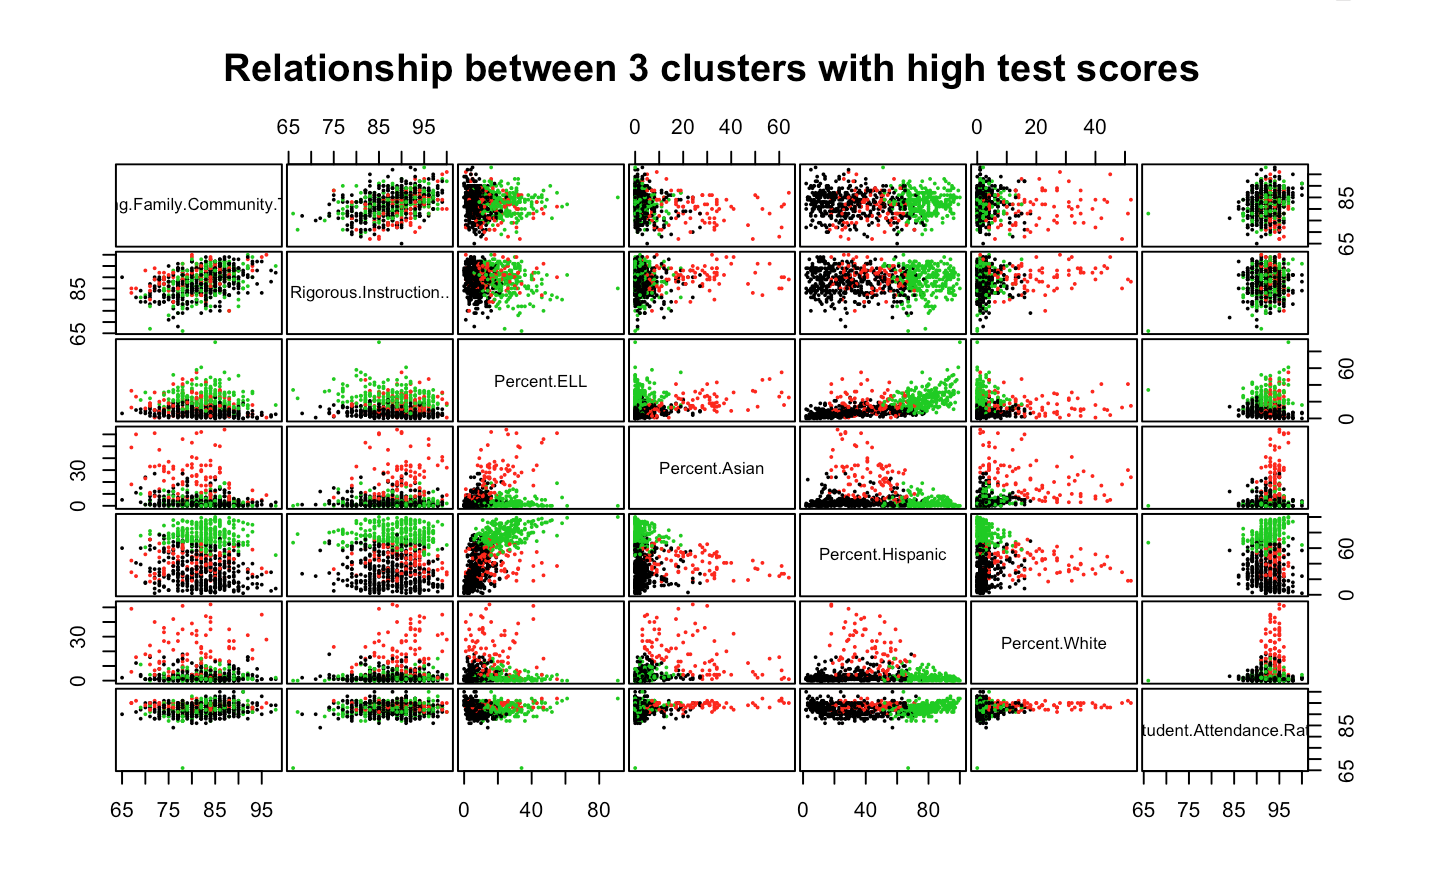 Relationship between 3 clusters with high test scores
65 75 85 95 0 20 40 60 0 20 40
ng.Family.Community.T 65 85
65 85 Rigorous.Instruction..
Percent.ELL 0 60
0 30 Percent.Asian
Percent.Hispanic 0 60
0 30 Percent.White
tudent.Attendance.Rat 65 85
65 75 85 95 0 40 80 0 40 80 65 75 85 95